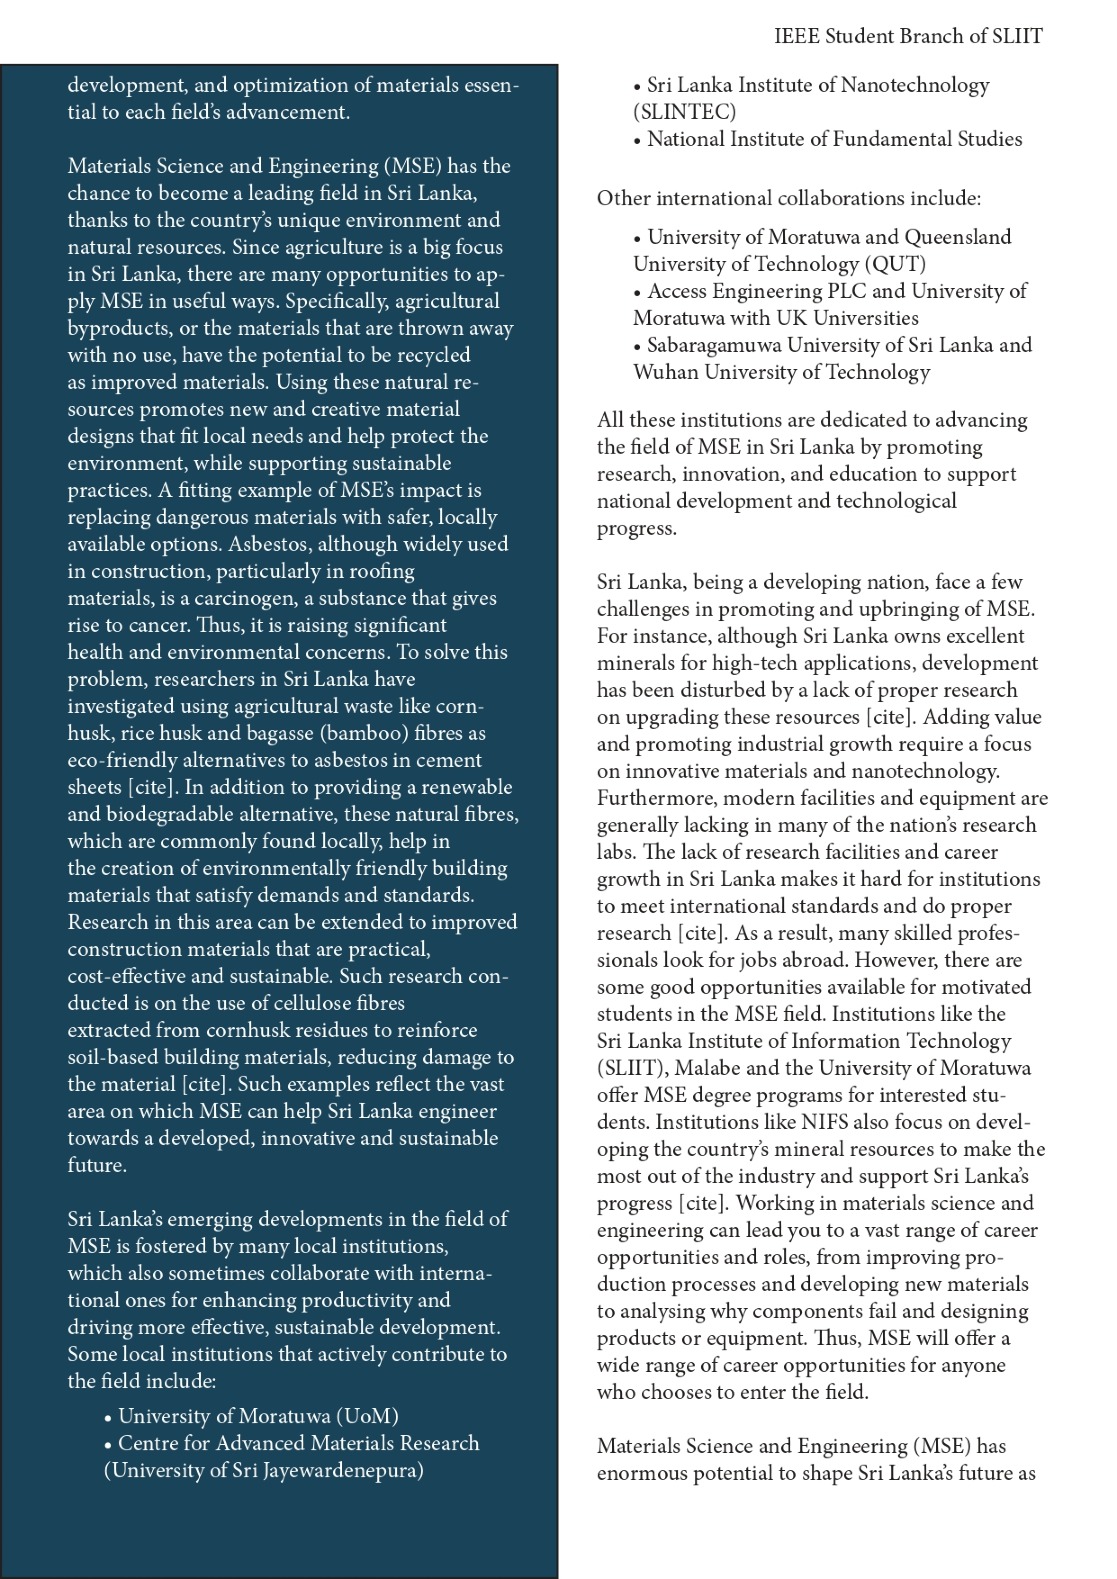 IEEE Student Branch of SLIIT
development, and optimization of materials essen-
tial to each field's advancement.
Materials Science and Engineering (MSE) has the
chance to become a leading field in Sri Lanka,
thanks to the country's unique environment and
natural resources. Since agriculture is a big focus
in Sri Lanka, there are many opportunities to ap-
ply MSE in useful ways. Specifically, agricultural
byproducts, or the materials that are thrown away
with no use, have the potential to be recycled
as improved materials. Using these natural re-
sources promotes new and creative material
designs that fit local needs and help protect the
environment, while supporting sustainable
practices. A fitting example of MSE's impact is
replacing dangerous materials with safer, locally
available options. Asbestos, although widely used
in construction, particularly in roofing
materials, is a carcinogen, a substance that gives
rise to cancer. Thus, it is raising significant
health and environmental concerns. To solve this
problem, researchers in Sri Lanka have
investigated using agricultural waste like corn-
husk, rice husk and bagasse (bamboo) fibres as
eco-friendly alternatives to asbestos in cement
sheets [cite]. In addition to providing a renewable
and biodegradable alternative, these natural fibres,
which are commonly found locally, help in
the creation of environmentally friendly building
materials that satisfy demands and standards.
Research in this area can be extended to improved
construction materials that are practical,
cost-effective and sustainable. Such research con-
ducted is on the use of cellulose fibres
extracted from cornhusk residues to reinforce
soil-based building materials, reducing damage to
the material [cite]. Such examples reflect the vast
area on which MSE can help Sri Lanka engineer
towards a developed, innovative and sustainable
future.
Sri Lanka's emerging developments in the field of
MSE is fostered by many local institutions,
which also sometimes collaborate with interna-
tional ones for enhancing productivity and
driving more effective, sustainable development.
Some local institutions that actively contribute to
the field include:
• University of Moratuwa (UoM)
• Centre for Advanced Materials Research
(University of Sri Jayewardenepura)
• Sri Lanka Institute of Nanotechnology
(SLINTEC)
• National Institute of Fundamental Studies
Other international collaborations include:
• University of Moratuwa and Queensland
University of Technology (QUT)
• Access Engineering PLC and University of
Moratuwa with UK Universities
• Sabaragamuwa University of Sri Lanka and
Wuhan University of Technology
All these institutions are dedicated to advancing
the field of MSE in Sri Lanka by promoting
research, innovation, and education to support
national development and technological
progress.
Sri Lanka, being a developing nation, face a few
challenges in promoting and upbringing of MSE.
For instance, although Sri Lanka owns excellent
minerals for high-tech applications, development
has been disturbed by a lack of proper research
on upgrading these resources [cite]. Adding value
and promoting industrial growth require a focus
on innovative materials and nanotechnology.
Furthermore, modern facilities and equipment are
generally lacking in many of the nation's research
labs. The lack of research facilities and career
growth in Sri Lanka makes it hard for institutions
to meet international standards and do proper
research [cite]. As a result, many skilled profes-
sionals look for jobs abroad. However, there are
some good opportunities available for motivated
students in the MSE field. Institutions like the
Sri Lanka Institute of Information Technology
(SLIIT), Malabe and the University of Moratuwa
offer MSE degree programs for interested stu-
dents. Institutions like NIFS also focus on devel-
oping the country's mineral resources to make the
most out of the industry and support Sri Lanka's
progress [cite]. Working in materials science and
engineering can lead you to a vast range of career
opportunities and roles, from improving pro-
duction processes and developing new materials
to analysing why components fail and designing
products or equipment. Thus, MSE will offer a
wide range of career opportunities for anyone
who chooses to enter the field.
Materials Science and Engineering (MSE) has
enormous potential to shape Sri Lanka's future as